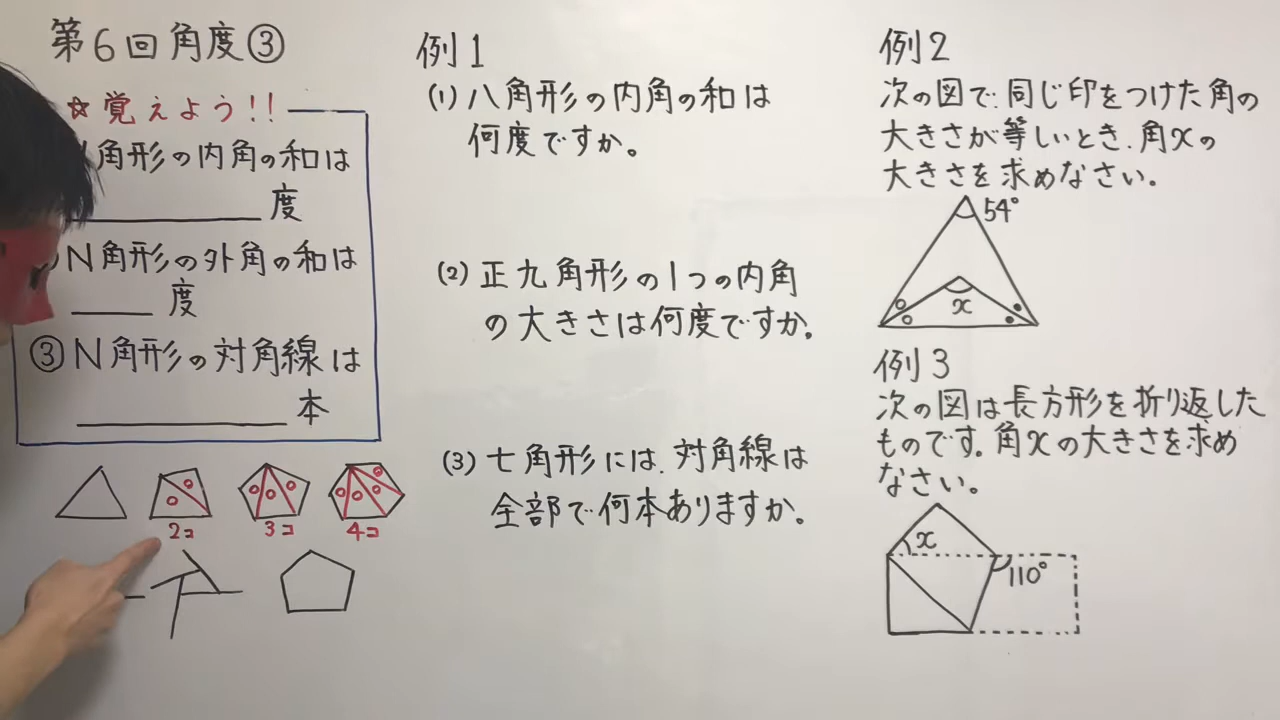 第6回角度③
☆覚えよう!!
角形の内角の和は
度
N角形の外角の和は
度
③N角形の対角線は
本
2コ 3コ 4コ
例1
(1)八角形の内角の和は
何度ですか。
(2)正九角形の1つの内角
の大きさは何度ですか。
(3)七角形には、対角線は
全部で何本ありますか。
例2
次の図で、同じ印をつけた角の
大きさが等しいとき、角xの
大きさを求めなさい。
54°
x
例3
次の図は長方形を折り返した
ものです。角xの大きさを求め
なさい。
x
110°